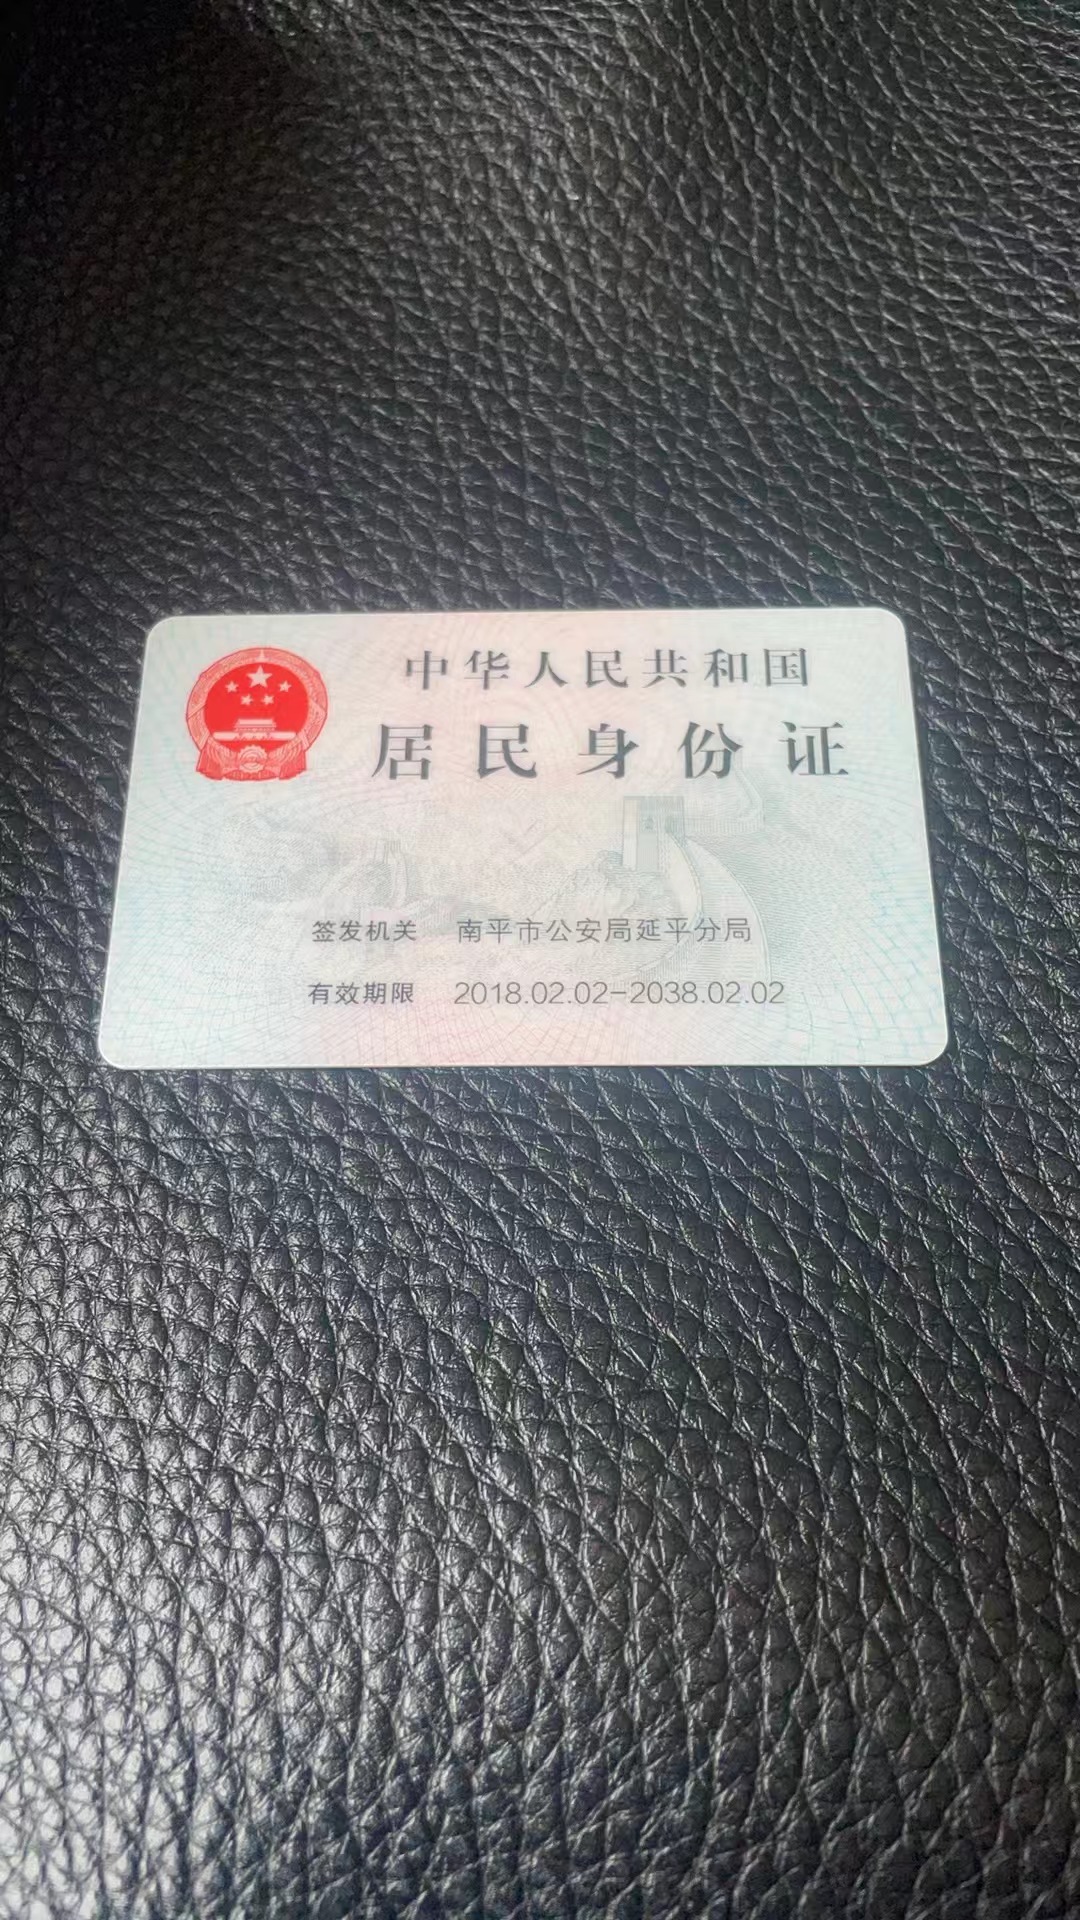 中华人民共和国
居民身份证
签发机关 南平市公安局延平分局
有效期限 2018.02.02-2038.02.02